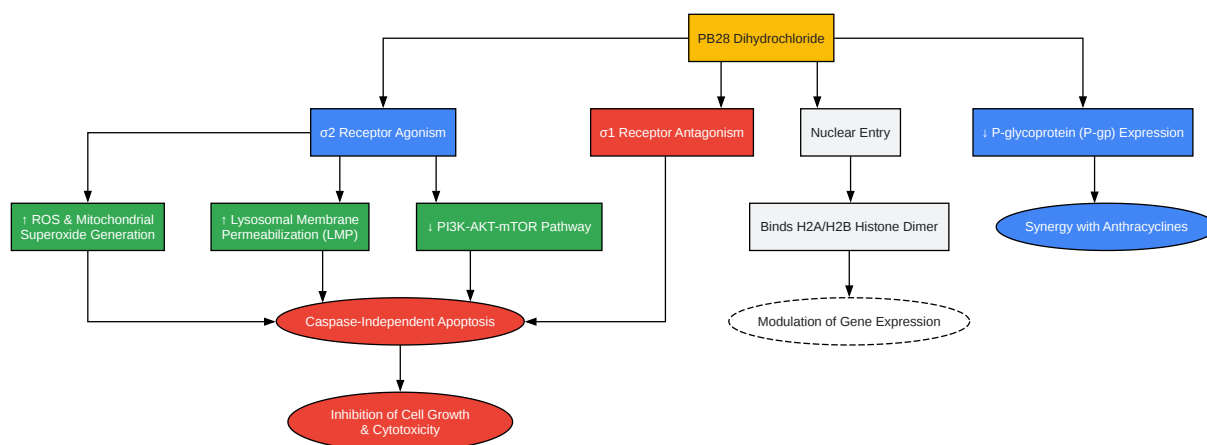 PB28 Dihydrochloride
σ2 Receptor Agonism
σ1 Receptor Antagonism
Nuclear Entry
↓ P-glycoprotein (P-gp) Expression
↑ ROS & Mitochondrial
Superoxide Generation
↑ Lysosomal Membrane
Permeabilization (LMP)
↓ PI3K-AKT-mTOR Pathway
Binds H2A/H2B Histone Dimer
Synergy with Anthracyclines
Caspase-Independent Apoptosis
Modulation of Gene Expression
Inhibition of Cell Growth
& Cytotoxicity